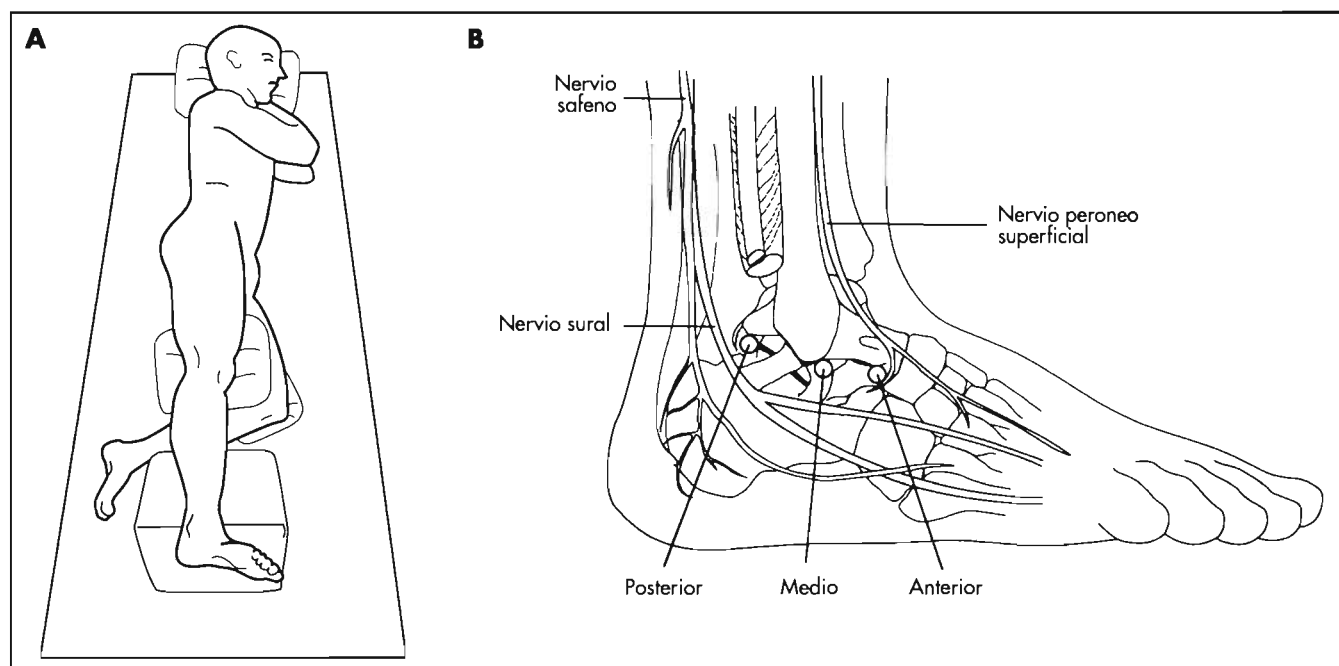 A
B
Nervio
safeno
Nervio peroneo
superficial
Nervio sural
Posterior
Medio
Anterior